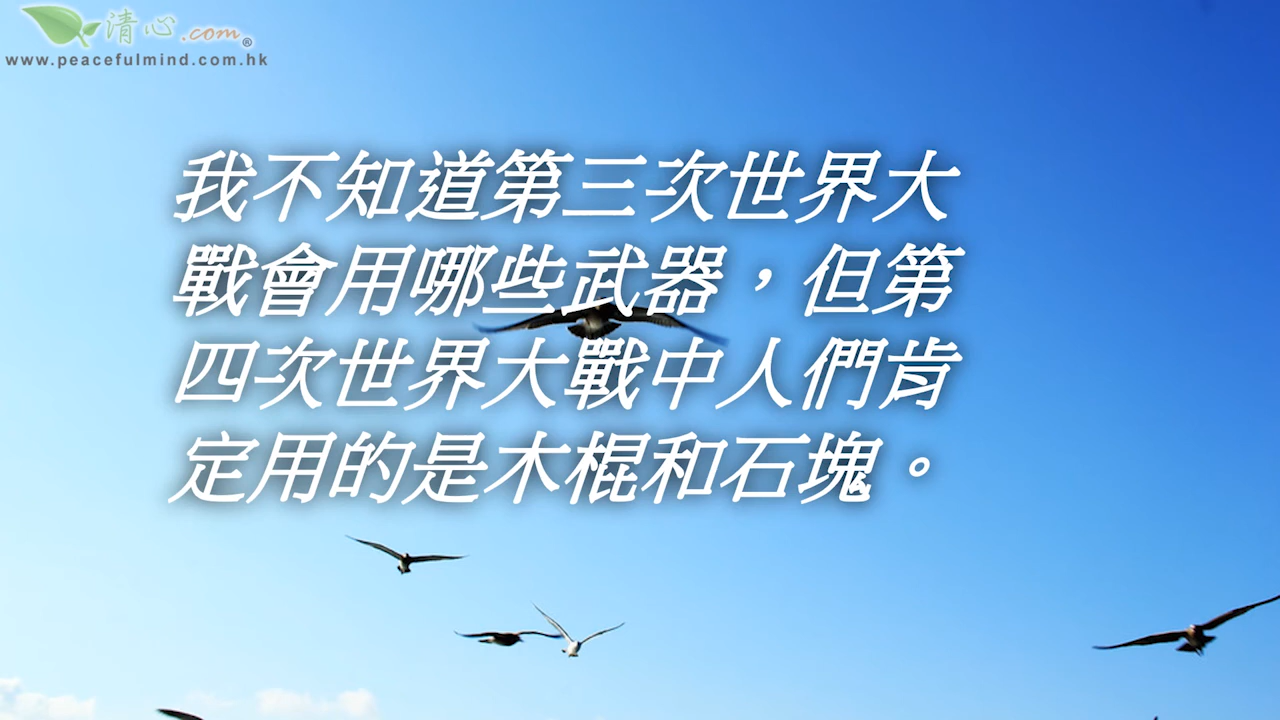 清心.com®
www.peacefulmind.com.hk
我不知道第三次世界大
戰會用哪些武器，但第
四次世界大戰中人們肯
定用的是木棍和石塊。